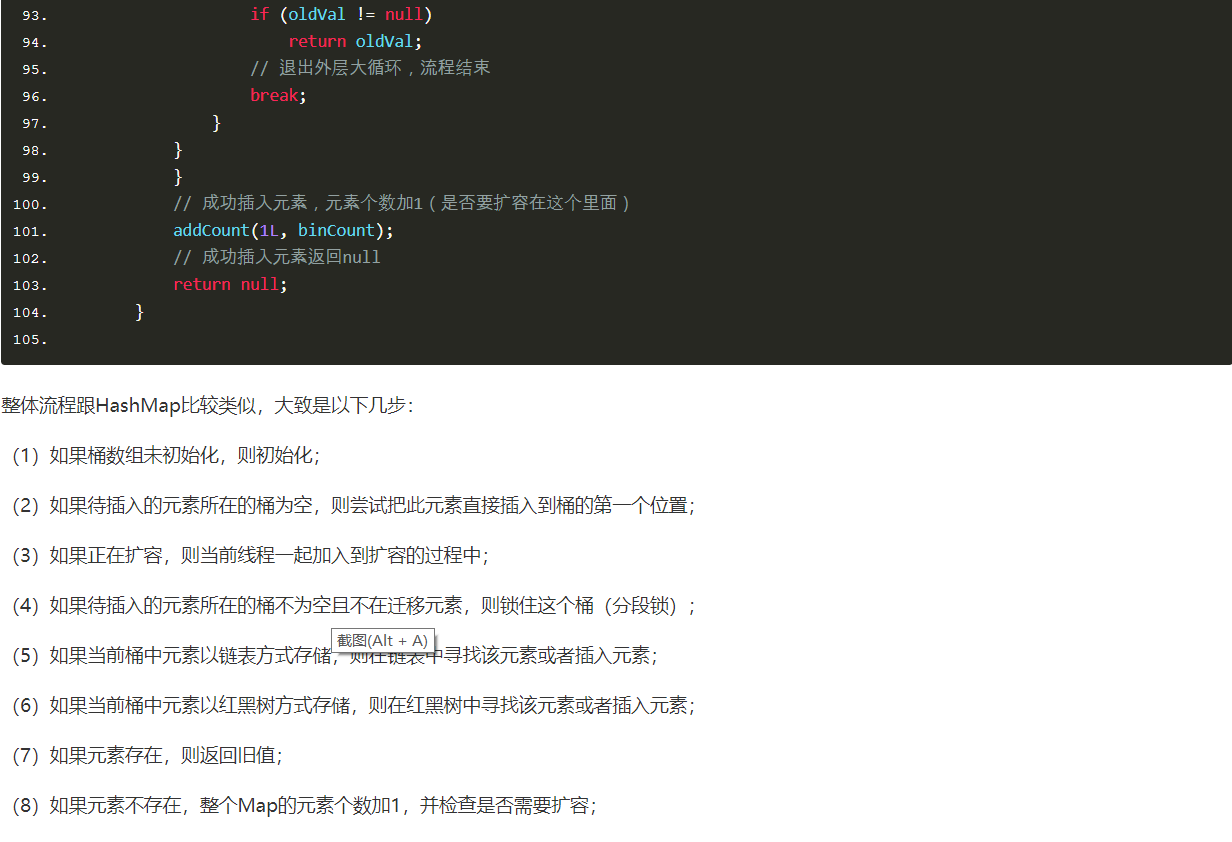 93. if (oldVal != null)
94. return oldVal;
95. // 退出外层大循环，流程结束
96. break;
97. }
98. }
99. }
100. // 成功插入元素，元素个数加1（是否要扩容在这个里面）
101. addCount(1L, binCount);
102. // 成功插入元素返回null
103. return null;
104. }
105.
整体流程跟HashMap比较类似，大致是以下几步：
（1）如果桶数组未初始化，则初始化；
（2）如果待插入的元素所在的桶为空，则尝试把此元素直接插入到桶的第一个位置；
（3）如果正在扩容，则当前线程一起加入到扩容的过程中；
（4）如果待插入的元素所在的桶不为空且不在迁移元素，则锁住这个桶（分段锁）；
截图(Alt + A)
（5）如果当前桶中元素以链表方式存储，则在链表中寻找该元素或者插入元素；
（6）如果当前桶中元素以红黑树方式存储，则在红黑树中寻找该元素或者插入元素；
（7）如果元素存在，则返回旧值；
（8）如果元素不存在，整个Map的元素个数加1，并检查是否需要扩容；